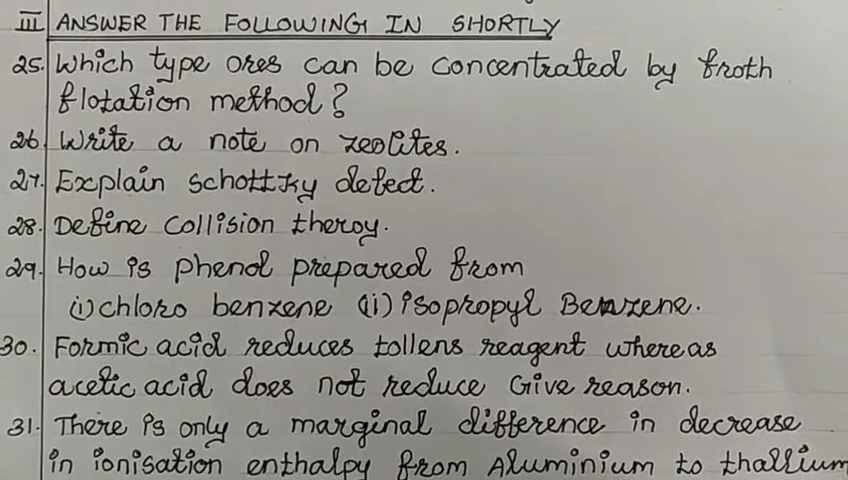 III ANSWER THE FOLLOWING IN SHORTLY
25. Which type ores can be concentrated by froth
flotation method?
26. Write a note on zeolites.
27. Explain schottky defect.
28. Define collision theroy.
29. How is phenol prepared from
(i) chloro benzene (ii) isopropyl Benzene.
30. Formic acid reduces tollens reagent whereas
acetic acid does not reduce Give reason.
31. There is only a marginal difference in decrease
in ionisation enthalpy from Aluminium to thallium